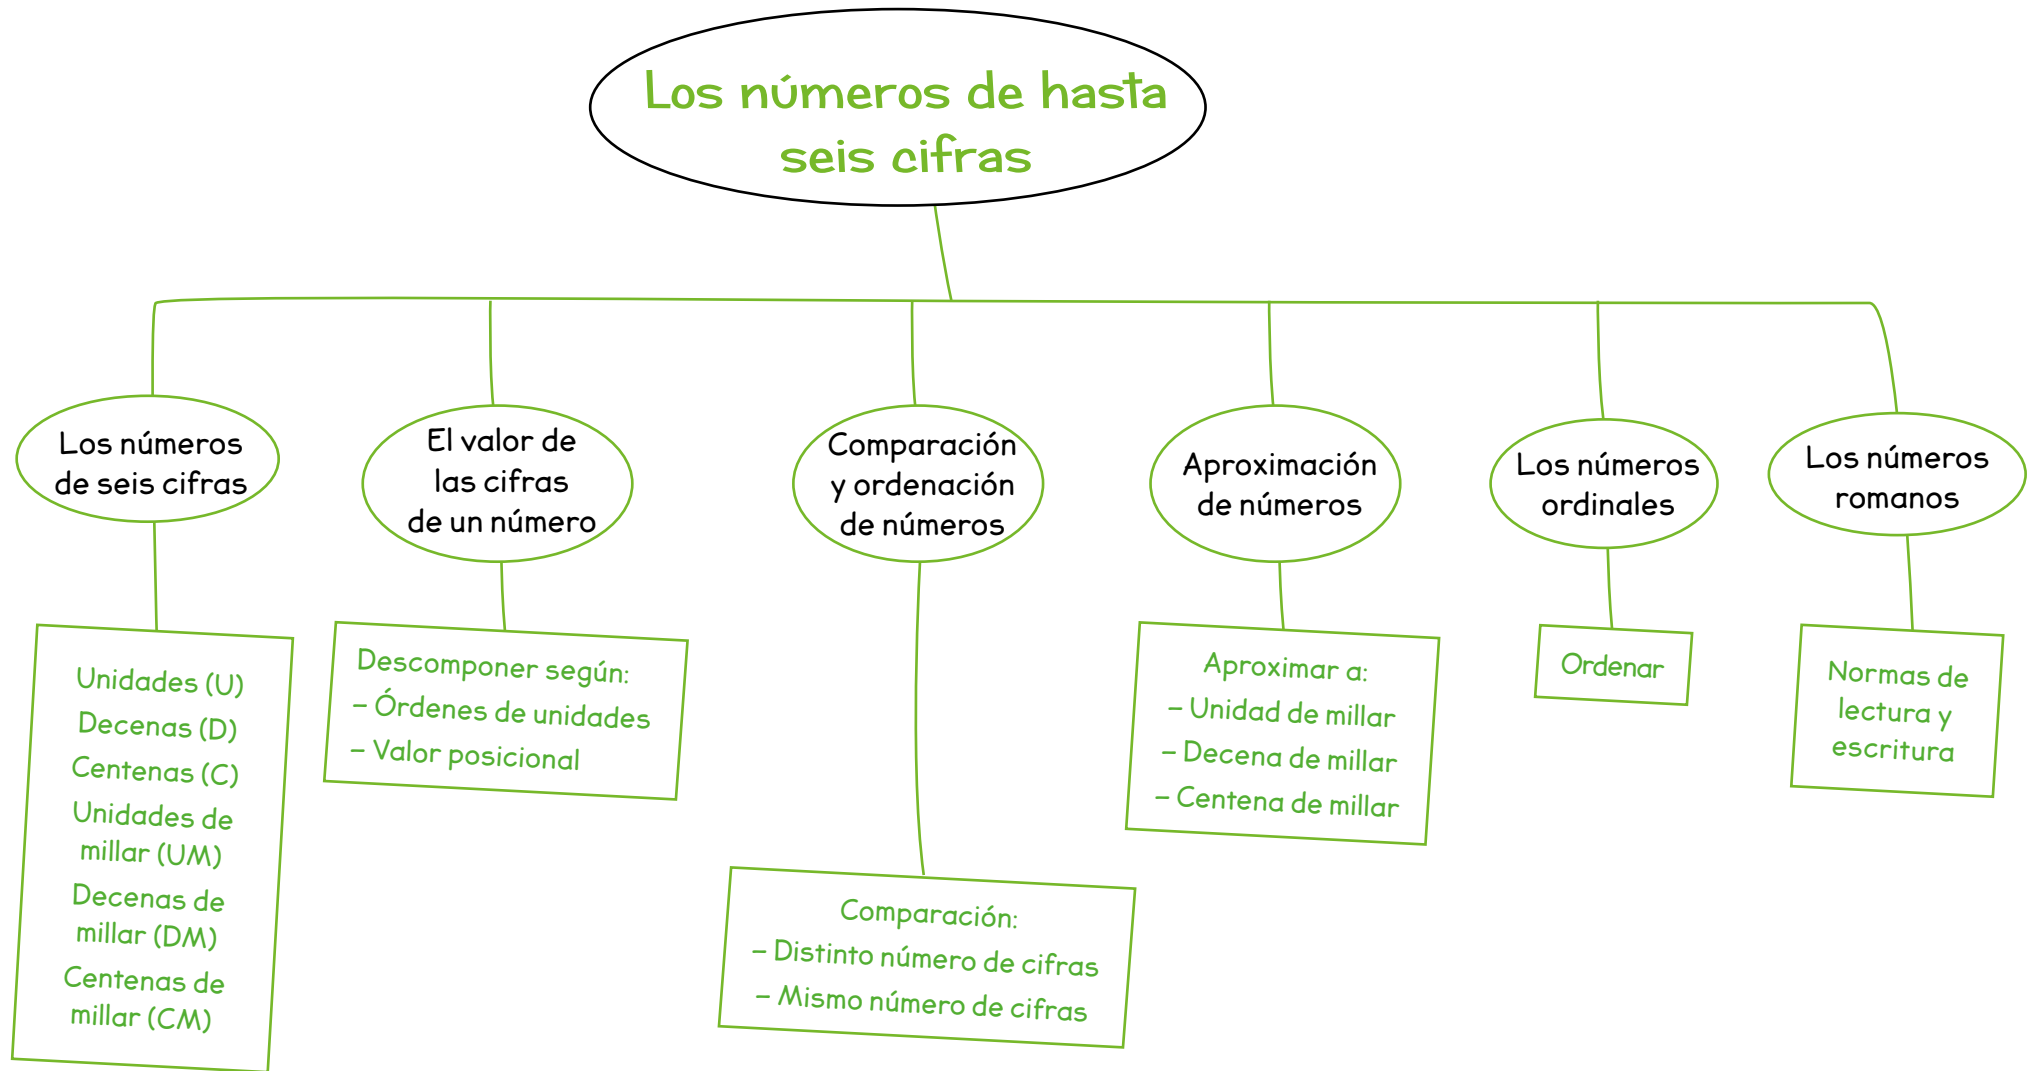 Los números de hasta
seis cifras
Los números
de seis cifras
El valor de
las cifras
de un número
Comparación
y ordenación
de números
Aproximación
de números
Los números
ordinales
Los números
romanos
Unidades (U)
Decenas (D)
Centenas (C)
Unidades de
millar (UM)
Decenas de
millar (DM)
Centenas de
millar (CM)
Descomponer según:
– Órdenes de unidades
– Valor posicional
Comparación:
– Distinto número de cifras
– Mismo número de cifras
Aproximar a:
– Unidad de millar
– Decena de millar
– Centena de millar
Ordenar
Normas de
lectura y
escritura